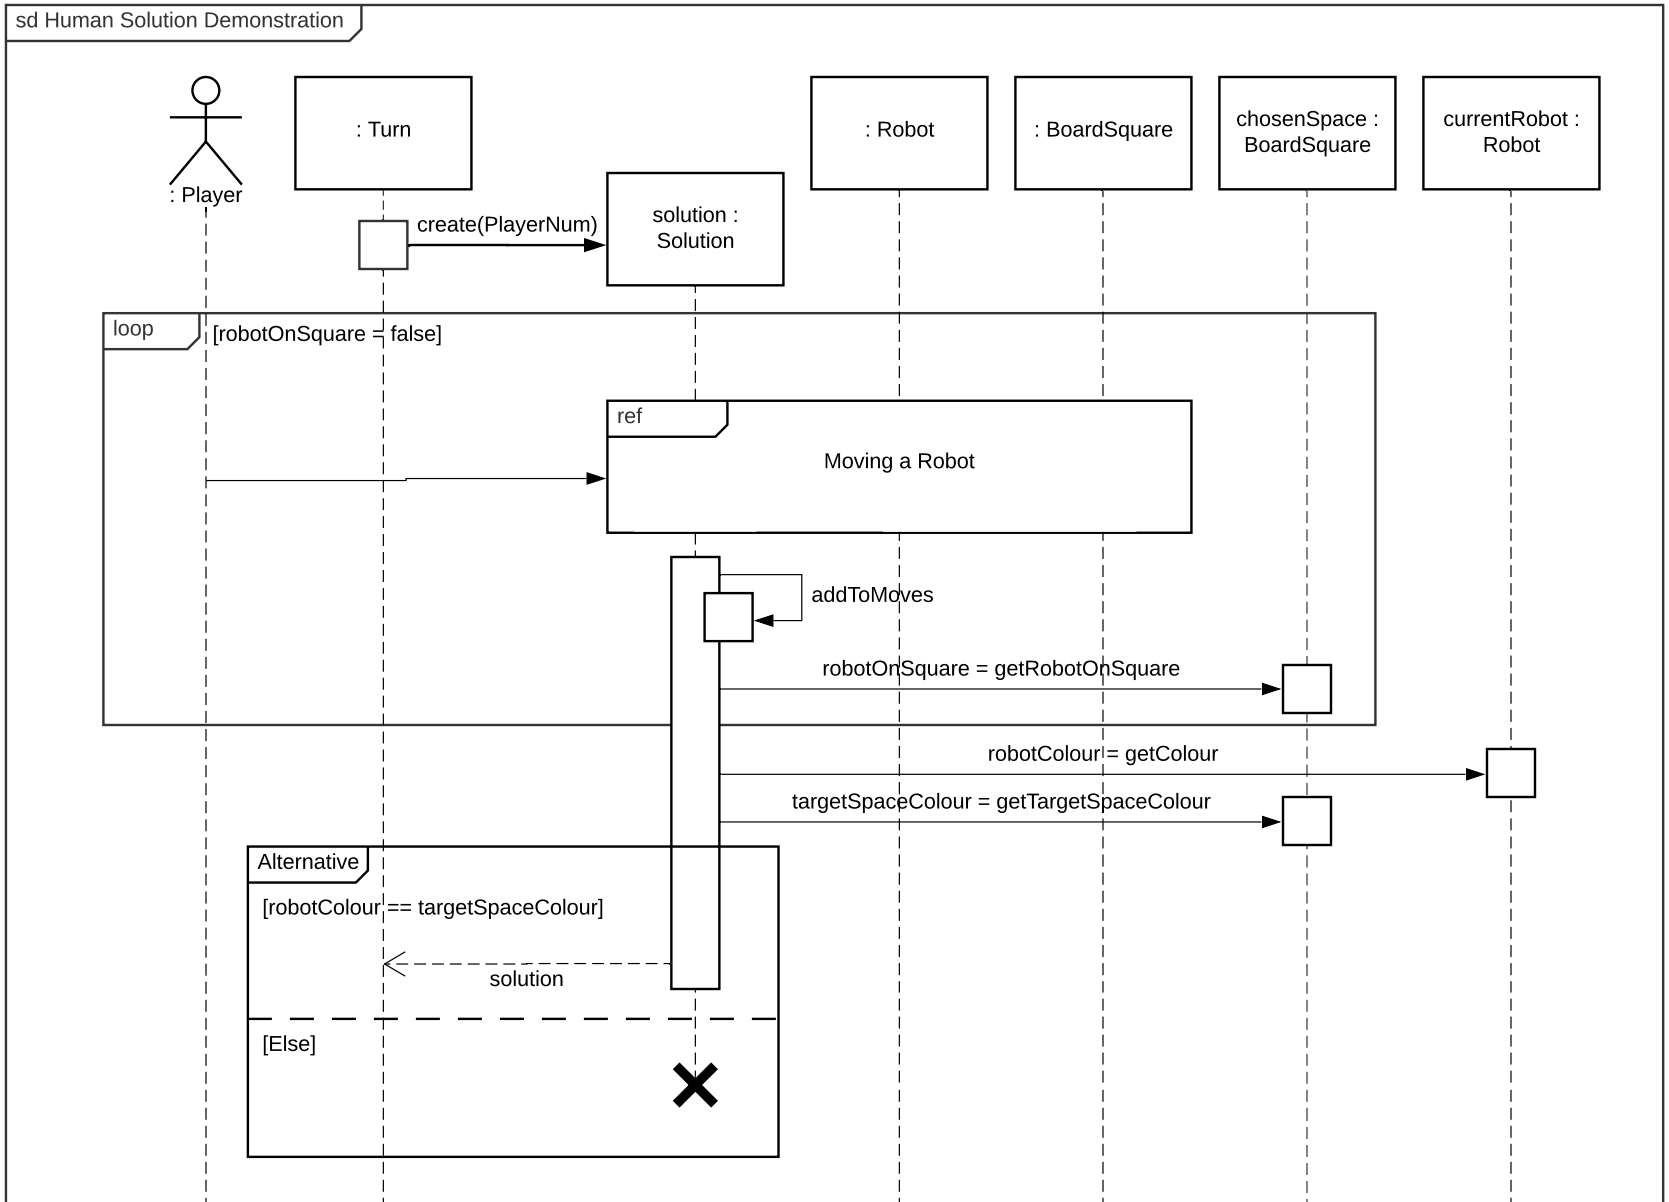 sd Human Solution Demonstration
: Player
: Turn
solution :
Solution
: Robot
: BoardSquare
chosenSpace :
BoardSquare
currentRobot :
Robot
create(PlayerNum)
loop
[robotOnSquare = false]
ref
Moving a Robot
addToMoves
robotOnSquare = getRobotOnSquare
robotColour = getColour
targetSpaceColour = getTargetSpaceColour
Alternative
[robotColour == targetSpaceColour]
solution
[Else]